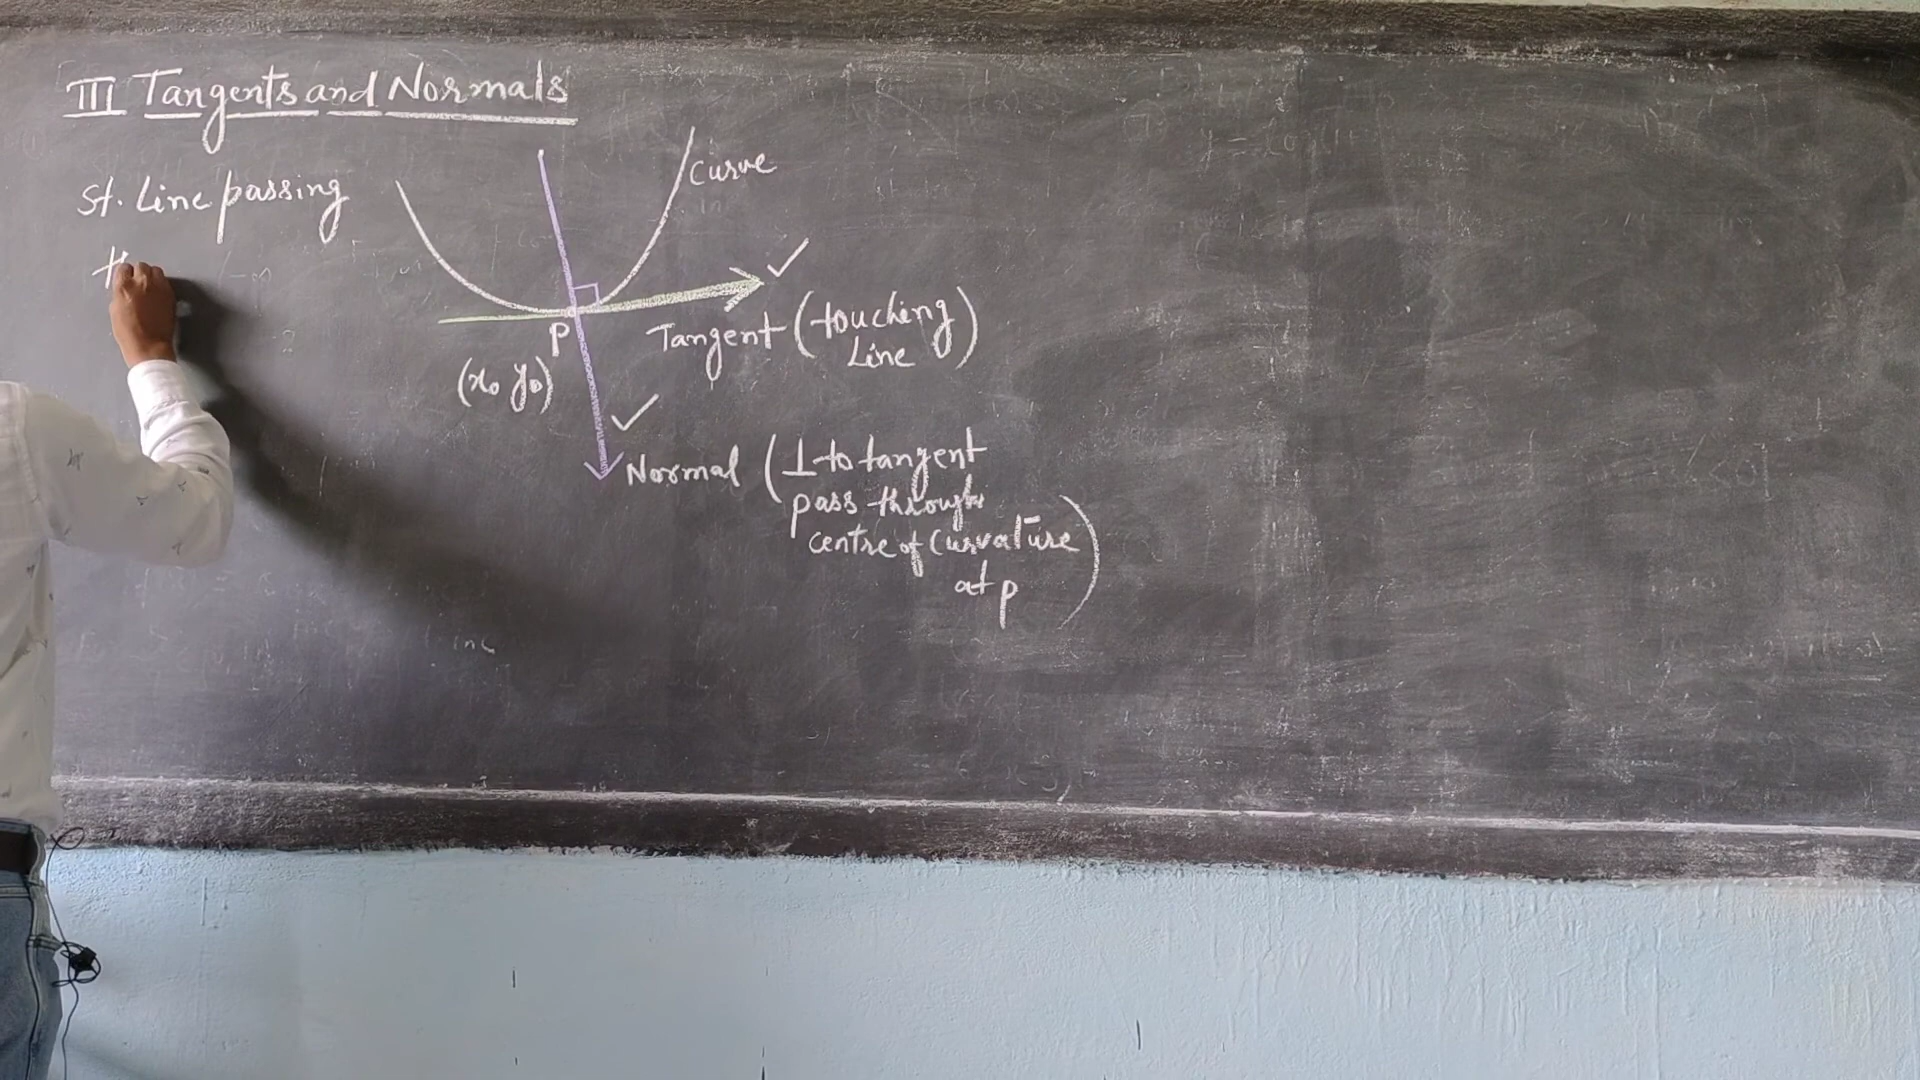 III Tangents and Normals
St. Line passing
Curve
P
(x₀ y₀)
Tangent (touching
Line)
Normal (⊥ to tangent
pass through
centre of Curvature
at p)